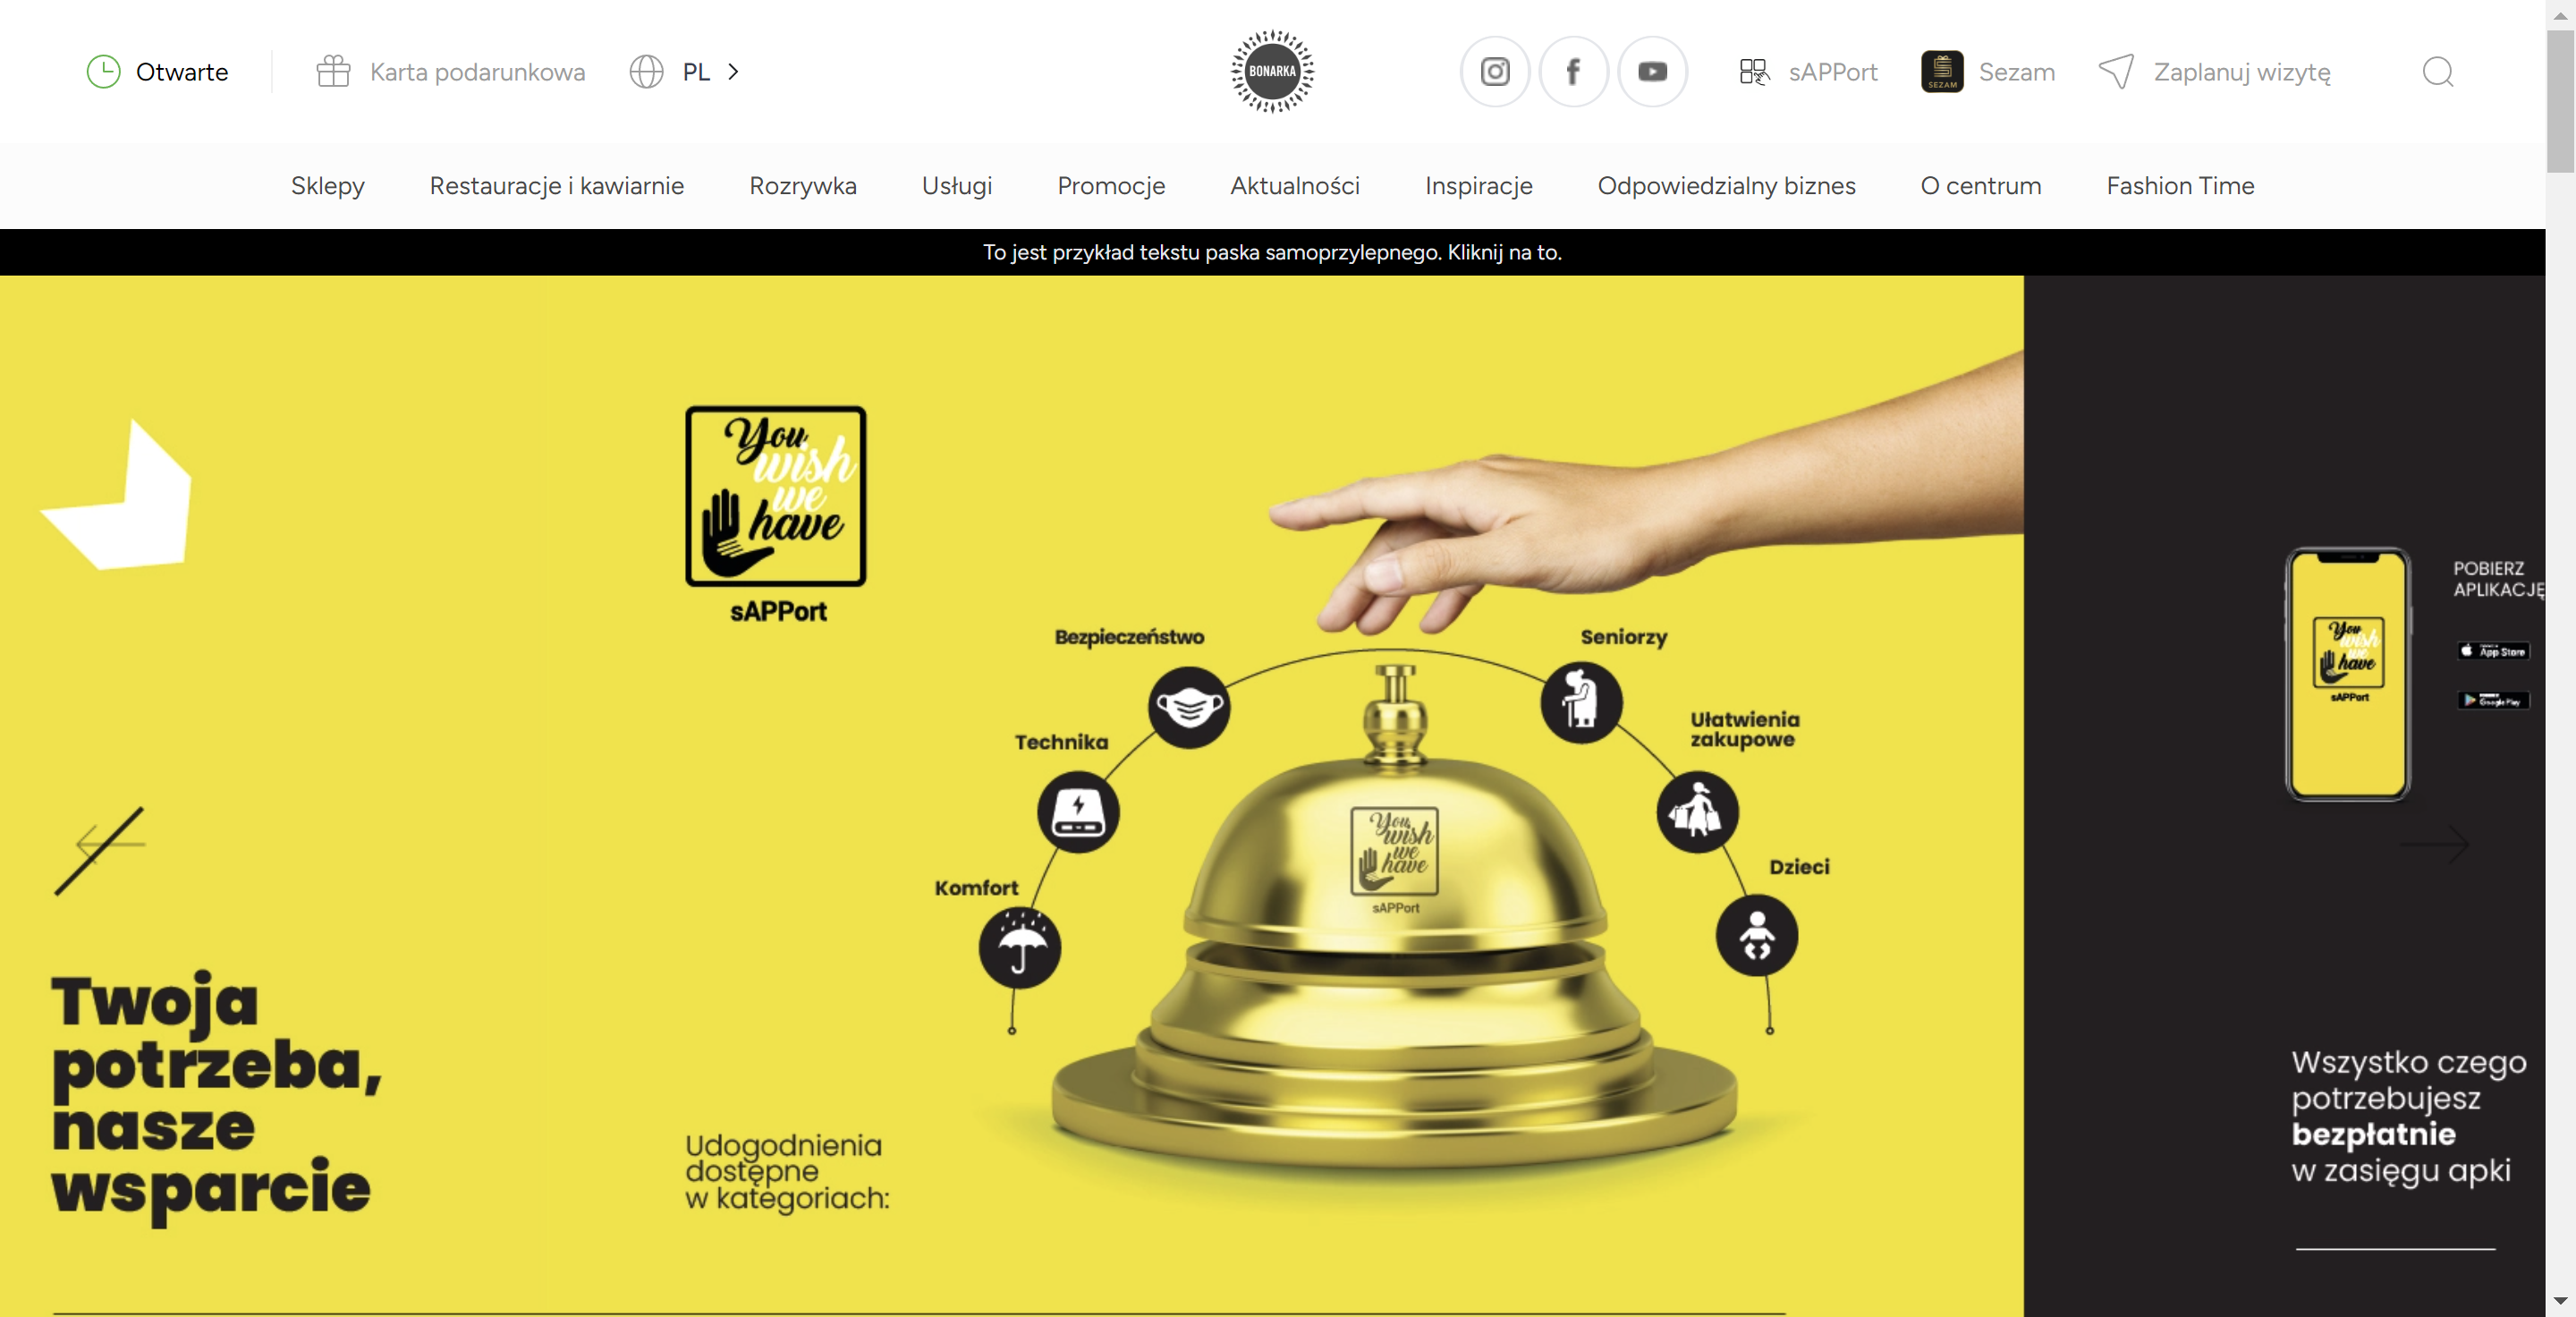 Otwarte
Karta podarunkowa
PL
BONARKA
sAPPort
SEZAM
Sezam
Zaplanuj wizytę
Sklepy
Restauracje i kawiarnie
Rozrywka
Usługi
Promocje
Aktualności
Inspiracje
Odpowiedzialny biznes
O centrum
Fashion Time
To jest przykład tekstu paska samoprzylepnego. Kliknij na to.
You
wish
we
have
sAPPort
Bezpieczeństwo
Technika
Komfort
Seniorzy
Ułatwienia
zakupowe
Dzieci
You
wish
we
have
sAPPort
Twoja
potrzeba,
nasze
wsparcie
Udogodnienia
dostępne
w kategoriach:
You
wish
we
have
sAPPort
POBIERZ
APLIKACJĘ
App Store
Google Play
Wszystko czego
potrzebujesz
bezpłatnie
w zasięgu apki